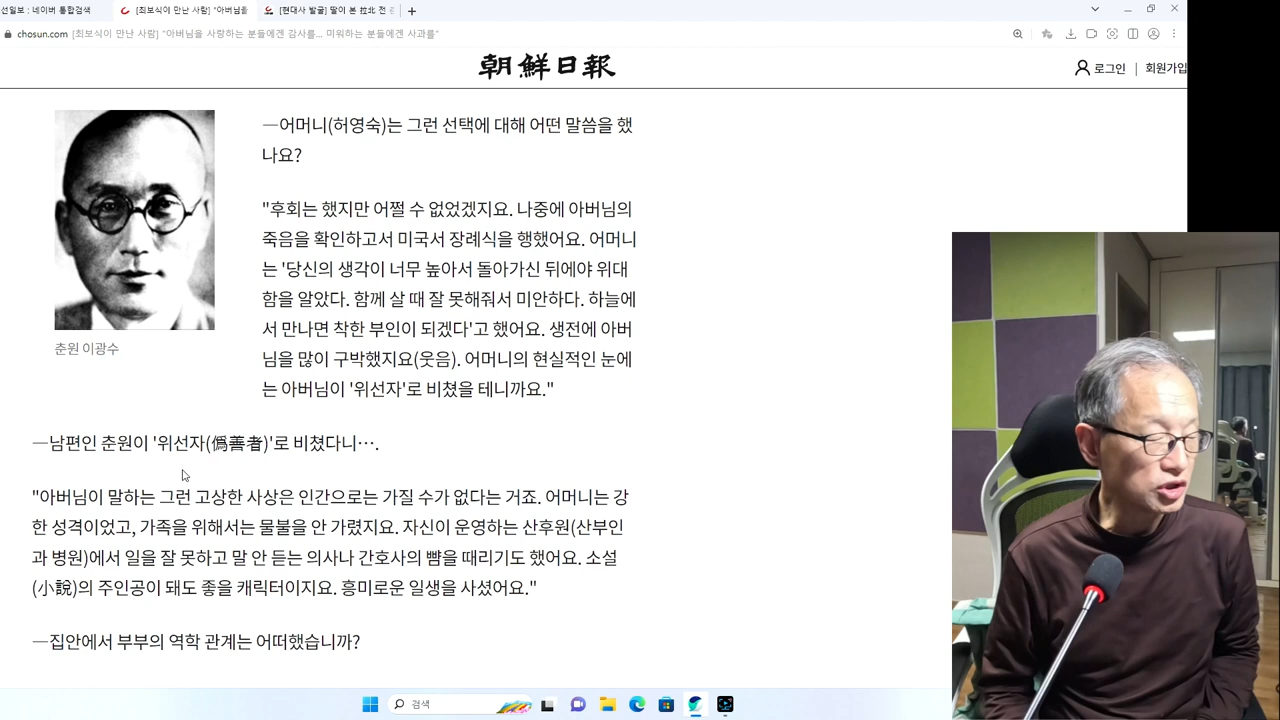 선일보 : 네이버 통합검색
[최보식이 만난 사람] "아버님을
[현대사 발굴] 딸이 본 拉北 전
chosun.com [최보식이 만난 사람] "아버님을 사랑하는 분들에겐 감사를... 미워하는 분들에겐 사과를"
朝鮮日報
로그인 | 회원가입
―어머니(허영숙)는 그런 선택에 대해 어떤 말씀을 했
나요?
"후회는 했지만 어쩔 수 없었겠지요. 나중에 아버님의
죽음을 확인하고서 미국서 장례식을 행했어요. 어머니
는 '당신의 생각이 너무 높아서 돌아가신 뒤에야 위대
함을 알았다. 함께 살 때 잘 못해줘서 미안하다. 하늘에
서 만나면 착한 부인이 되겠다'고 했어요. 생전에 아버
님을 많이 구박했지요(웃음). 어머니의 현실적인 눈에
는 아버님이 '위선자'로 비쳤을 테니까요."
춘원 이광수
―남편인 춘원이 '위선자(僞善者)'로 비쳤다니….
"아버님이 말하는 그런 고상한 사상은 인간으로는 가질 수가 없다는 거죠. 어머니는 강
한 성격이었고, 가족을 위해서는 물불을 안 가렸지요. 자신이 운영하는 산후원(산부인
과 병원)에서 일을 잘 못하고 말 안 듣는 의사나 간호사의 뺨을 때리기도 했어요. 소설
(小說)의 주인공이 돼도 좋을 캐릭터이지요. 흥미로운 일생을 사셨어요."
―집안에서 부부의 역학 관계는 어떠했습니까?
검색